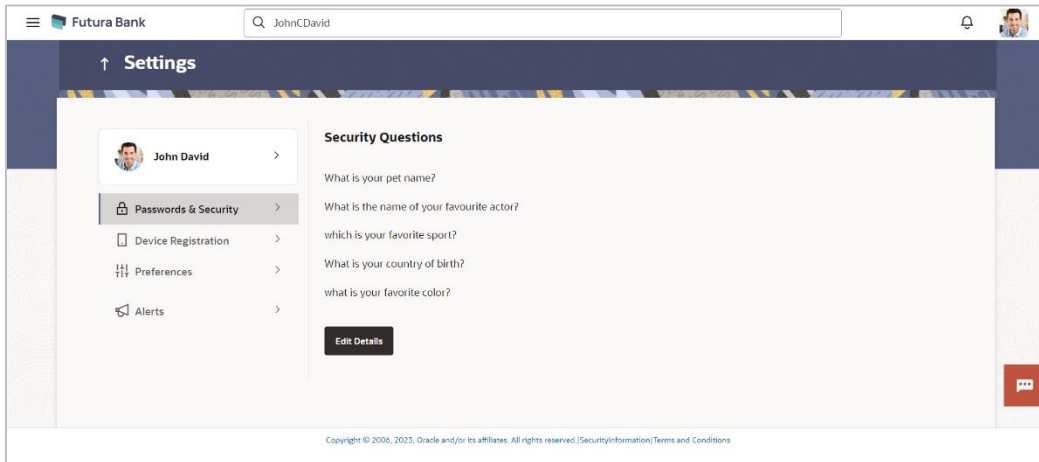 Futura Bank
JohnCDavid
↑ Settings
John David
Passwords & Security
Device Registration
Preferences
Alerts
Security Questions
What is your pet name?
What is the name of your favourite actor?
which is your favorite sport?
What is your country of birth?
what is your favorite color?
Edit Details
Copyright © 2006, 2023, Oracle and/or its affiliates. All rights reserved.|SecurityInformation|Terms and Conditions